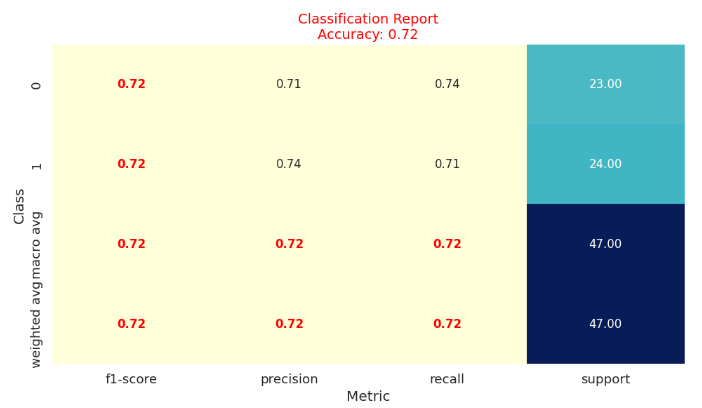 Classification Report
Accuracy: 0.72
Class
0 0.72 0.71 0.74 23.00
1 0.72 0.74 0.71 24.00
macro avg 0.72 0.72 0.72 47.00
weighted avg 0.72 0.72 0.72 47.00
f1-score precision recall support
Metric